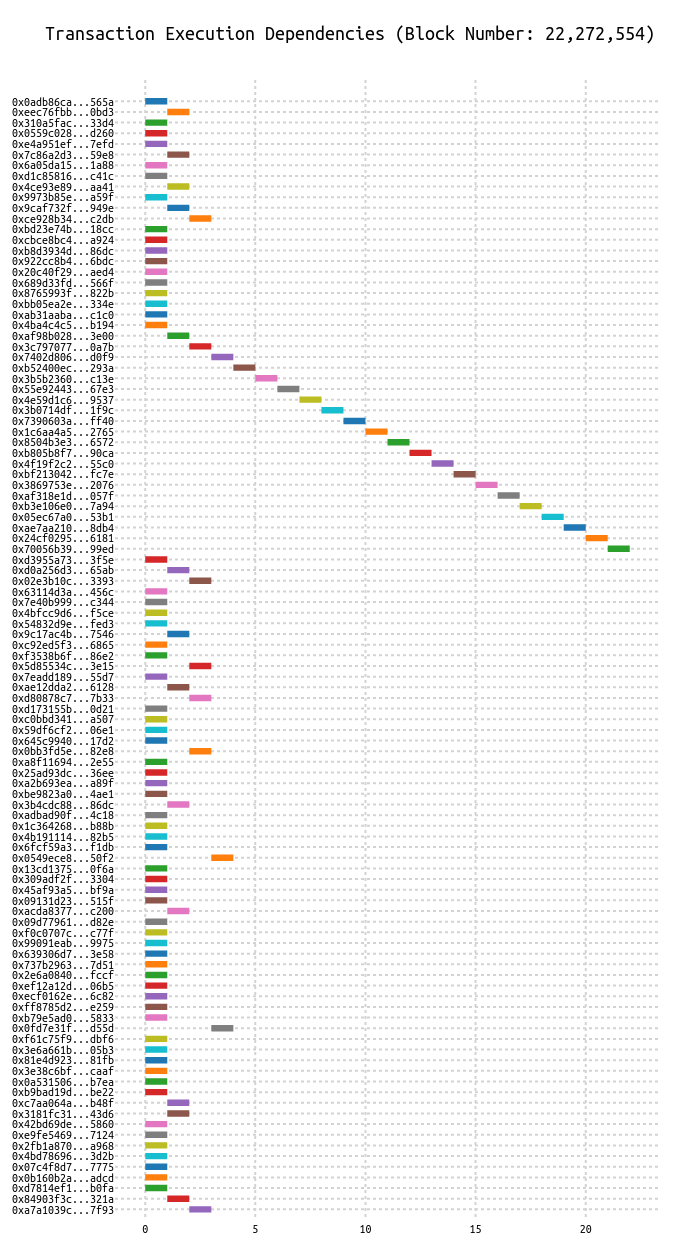 Transaction Execution Dependencies (Block Number: 22,272,554)
0x0adb86ca...565a
0xeec76fbb...0bd3
0x310a5fac...33d4
0x0559c028...d260
0xe4a951ef...7efd
0x7c86a2d3...59e8
0x6a05da15...1a88
0xd1c85816...c41c
0x4ce93e89...aa41
0x9973b85e...a59f
0x9caf732f...949e
0xce928b34...c2db
0xbd23e74b...18cc
0xcbce8bc4...a924
0xb8d3934d...86dc
0x922cc8b4...6bdc
0x20c40f29...aed4
0x689d33fd...566f
0x8765993f...822b
0xbb05ea2e...334e
0xab31aaba...c1c0
0x4ba4c4c5...b194
0xaf98b028...3e00
0x3c797077...0a7b
0x7402d806...d0f9
0xb52400ec...293a
0x3b5b2360...c13e
0x55e92443...67e3
0x4e59d1c6...9537
0x3b0714df...1f9c
0x7390603a...ff40
0x1c6aa4a5...2765
0x8504b3e3...6572
0xb805b8f7...90ca
0x4f19f2c2...55c0
0xbf213042...fc7e
0x3869753e...2076
0xaf318e1d...057f
0xb3e106e0...7a94
0x05ec67a0...53b1
0xae7aa210...8db4
0x24cf0295...6181
0x70056b39...99ed
0xd3955a73...3f5e
0xd0a256d3...65ab
0x02e3b10c...3393
0x63114d3a...456c
0x7e40b999...c344
0x4bfcc9d6...f5ce
0x54832d9e...fed3
0x9c17ac4b...7546
0xc92ed5f3...6865
0xf3538b6f...86e2
0x5d85534c...3e15
0x7eadd189...55d7
0xae12dda2...6128
0xd80878c7...7b33
0xd173155b...0d21
0xc0bbd341...a507
0x59df6cf2...06e1
0x645c9940...17d2
0x0bb3fd5e...82e8
0xa8f11694...2e55
0x25ad93dc...36ee
0xa2b693ea...a89f
0xbe9823a0...4ae1
0x3b4cdc88...86dc
0xadbad90f...4c18
0x1c364268...b88b
0x4b191114...82b5
0x6fcf59a3...f1db
0x0549ece8...50f2
0x13cd1375...0f6a
0x309adf2f...3304
0x45af93a5...bf9a
0x09131d23...515f
0xacda8377...c200
0x09d77961...d82e
0xf0c0707c...c77f
0x99091eab...9975
0x639306d7...3e58
0x737b2963...7d51
0x2e6a0840...fccf
0xef12a12d...06b5
0xecf0162e...6c82
0xff8785d2...e259
0xb79e5ad0...5833
0x0fd7e31f...d55d
0xf61c75f9...dbf6
0x3e6a661b...05b3
0x81e4d923...81fb
0x3e38c6bf...caaf
0x0a531506...b7ea
0xb9bad19d...be22
0xc7aa064a...b48f
0x3181fc31...43d6
0x42bd69de...5860
0xe9fe5469...7124
0x2fb1a870...a968
0x4bd78696...3d2b
0x07c4f8d7...7775
0x0b160b2a...adcd
0xd7814ef1...b0fa
0x84903f3c...321a
0xa7a1039c...7f93
0 5 10 15 20